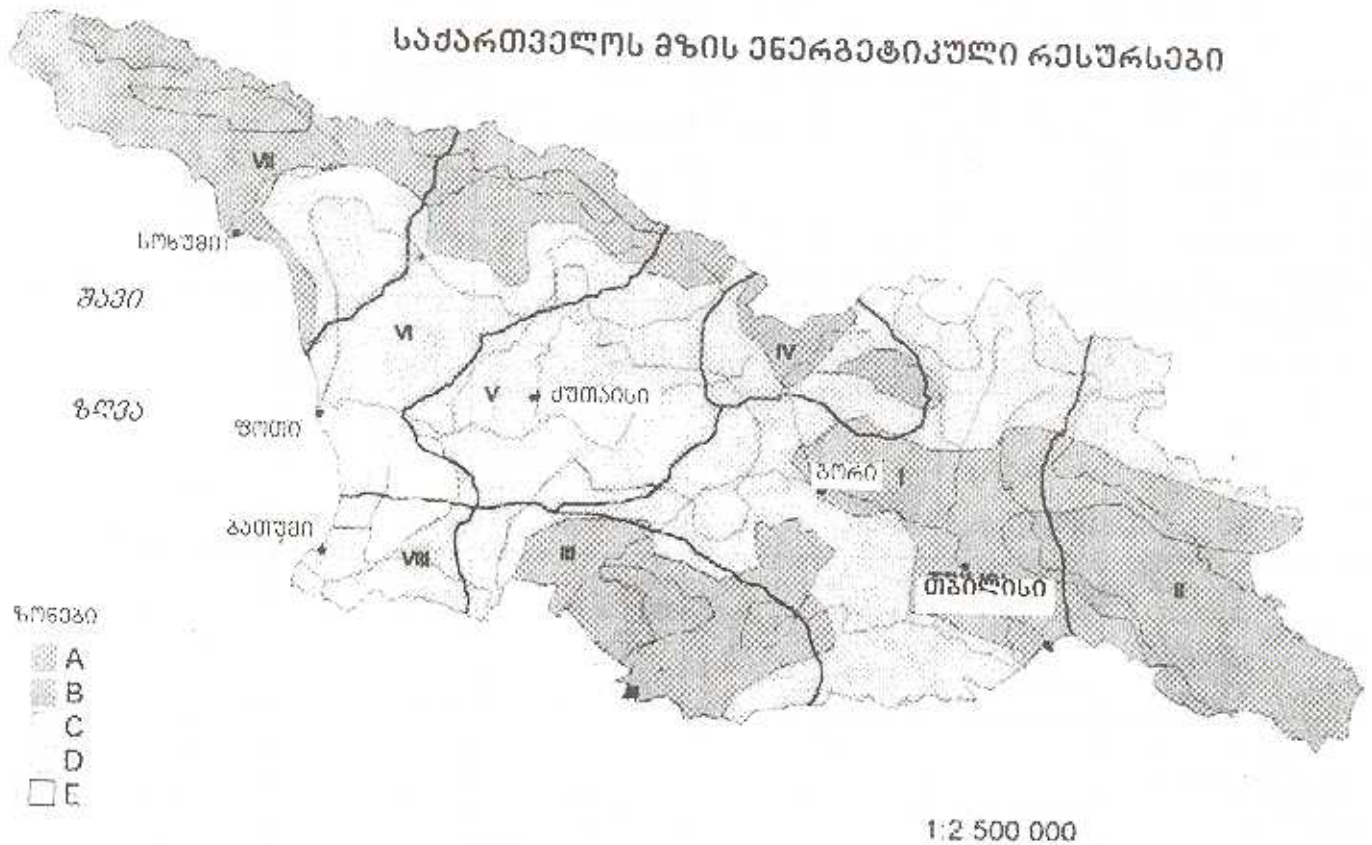 საქართველოს მზის ენერგეტიკული რესურსები
VII
სოხუმი
შავი
ზღვა
VI
IV
V
ქუთაისი
ფოთი
გორი
I
ბათუმი
VIII
III
თბილისი
II
ზონები
A
B
C
D
E
1:2 500 000